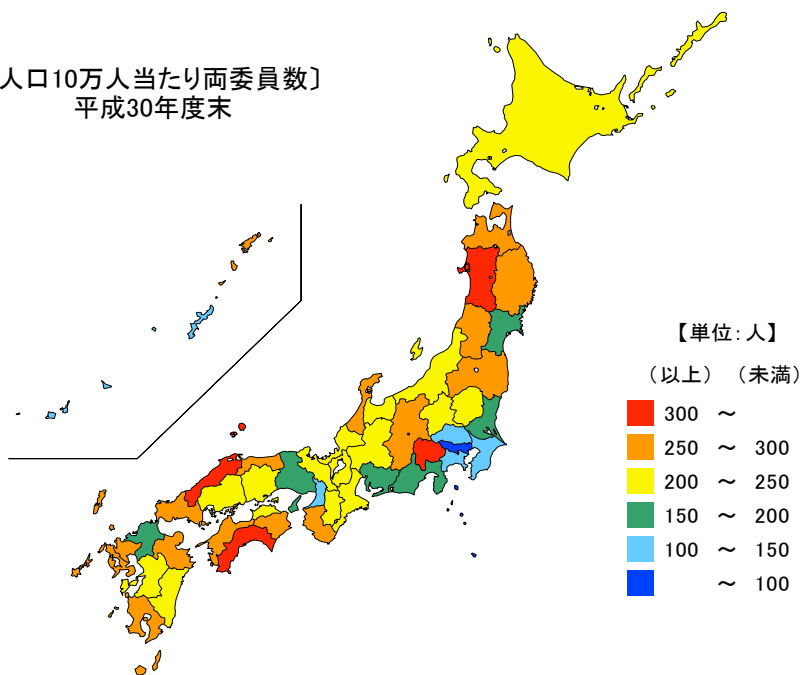 人口10万人当たり両委員数〕
平成30年度末
【単位:人】
（以上） （未満）
300 ～
250 ～ 300
200 ～ 250
150 ～ 200
100 ～ 150
～ 100